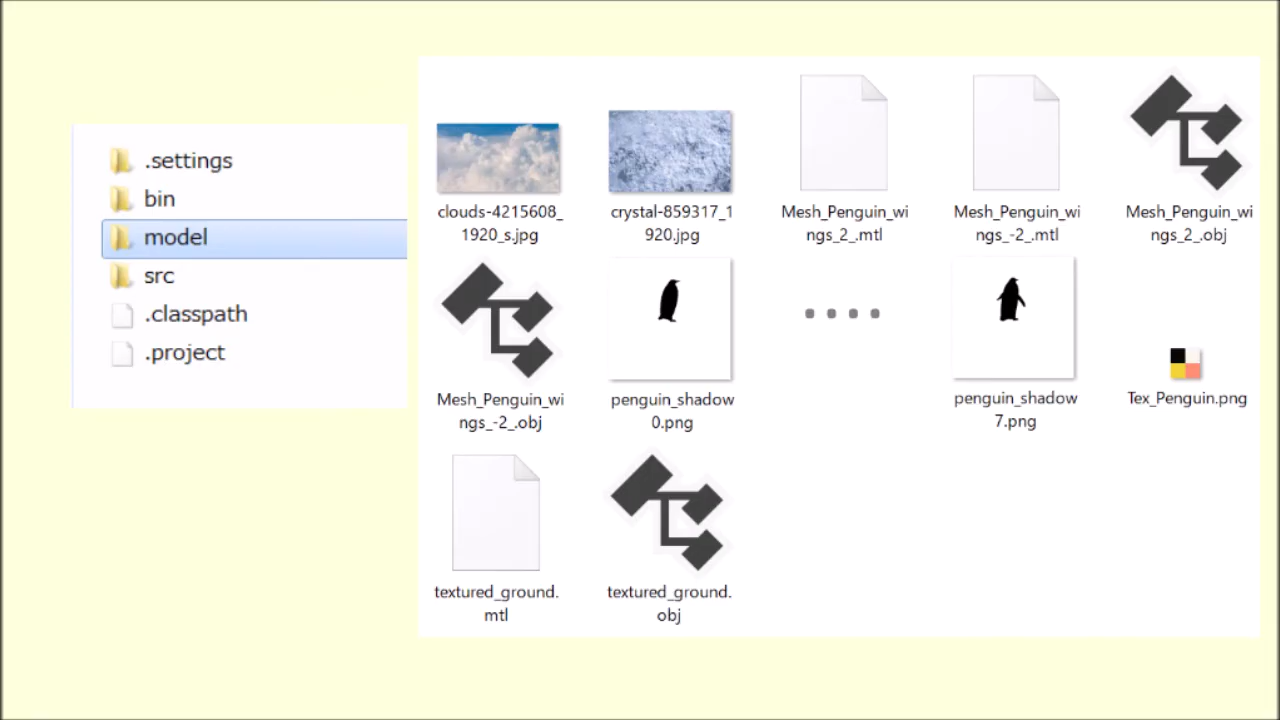 .settings
bin
model
src
.classpath
.project
clouds-4215608_
1920_s.jpg
crystal-859317_1
920.jpg
Mesh_Penguin_wi
ngs_2_.mtl
Mesh_Penguin_wi
ngs_-2_.mtl
Mesh_Penguin_wi
ngs_2_.obj
Mesh_Penguin_wi
ngs_-2_.obj
penguin_shadow
0.png
penguin_shadow
7.png
Tex_Penguin.png
textured_ground.
mtl
textured_ground.
obj